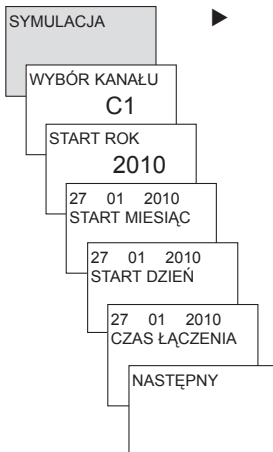 SYMULACJA
WYBÓR KANAŁU
C1
START ROK
2010
27 01 2010
START MIESIĄC
27 01 2010
START DZIEŃ
27 01 2010
CZAS ŁĄCZENIA
NASTĘPNY